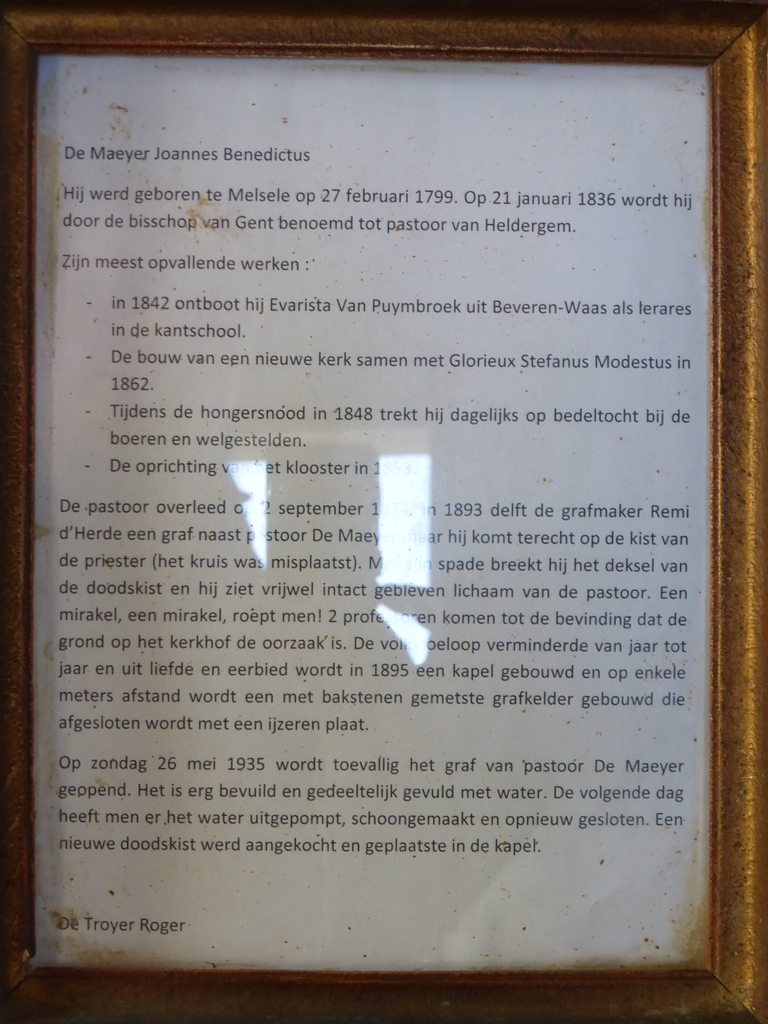 De Maeyer Joannes Benedictus
Hij werd geboren te Melsele op 27 februari 1799. Op 21 januari 1836 wordt hij
door de bisschop van Gent benoemd tot pastoor van Heldergem.
Zijn meest opvallende werken :
- in 1842 ontboot hij Evarista Van Puymbroek uit Beveren-Waas als lerares
in de kantschool.
- De bouw van een nieuwe kerk samen met Glorieux Stefanus Modestus in
1862.
- Tijdens de hongersnood in 1848 trekt hij dagelijks op bedeltocht bij de
boeren en welgestelden.
- De oprichting van het klooster in 1853.
De pastoor overleed op 2 september 1874, in 1893 delft de grafmaker Remi
d'Herde een graf naast pastoor De Maeyer maar hij komt terecht op de kist van
de priester (het kruis was misplaatst). Met zijn spade breekt hij het deksel van
de doodskist en hij ziet vrijwel intact gebleven lichaam van de pastoor. Een
mirakel, een mirakel, roept men! 2 professoren komen tot de bevinding dat de
grond op het kerkhof de oorzaak is. De volkstoeloop verminderde van jaar tot
jaar en uit liefde en eerbied wordt in 1895 een kapel gebouwd en op enkele
meters afstand wordt een met bakstenen gemetste grafkelder gebouwd die
afgesloten wordt met een ijzeren plaat.
Op zondag 26 mei 1935 wordt toevallig het graf van pastoor De Maeyer
geopend. Het is erg bevuild en gedeeltelijk gevuld met water. De volgende dag
heeft men er het water uitgepompt, schoongemaakt en opnieuw gesloten. Een
nieuwe doodskist werd aangekocht en geplaatste in de kapel.
De Troyer Roger